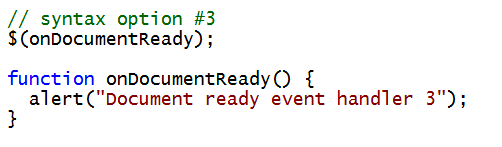 // syntax option #3
$(onDocumentReady);
function onDocumentReady() {
  alert("Document ready event handler 3");
}